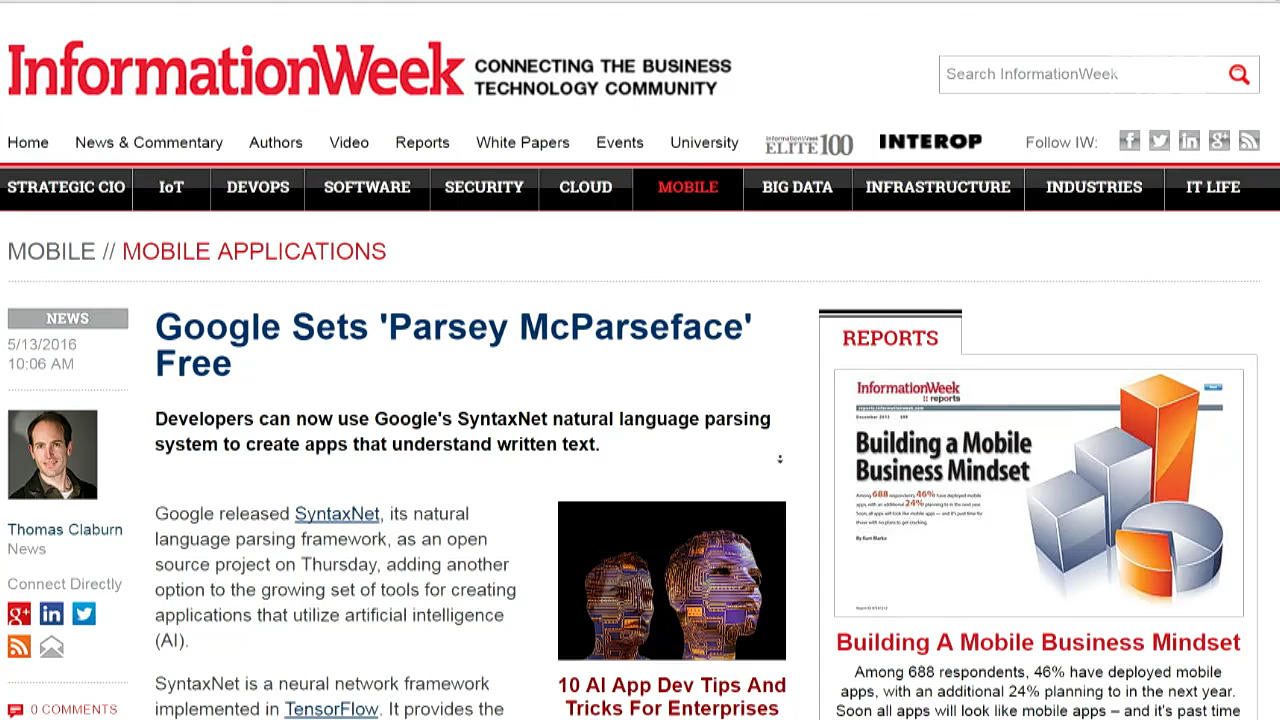 InformationWeek CONNECTING THE BUSINESS
TECHNOLOGY COMMUNITY
Search InformationWeek
Home News & Commentary Authors Video Reports White Papers Events University InformationWeek ELITE100 INTEROP Follow IW:
STRATEGIC CIO IoT DEVOPS SOFTWARE SECURITY CLOUD MOBILE BIG DATA INFRASTRUCTURE INDUSTRIES IT LIFE
MOBILE // MOBILE APPLICATIONS
NEWS
5/13/2016
10:06 AM
Thomas Claburn
News
Connect Directly
0 COMMENTS
Google Sets 'Parsey McParseface'
Free
Developers can now use Google's SyntaxNet natural language parsing
system to create apps that understand written text.
Google released SyntaxNet, its natural
language parsing framework, as an open
source project on Thursday, adding another
option to the growing set of tools for creating
applications that utilize artificial intelligence
(AI).
SyntaxNet is a neural network framework
implemented in TensorFlow. It provides the
10 AI App Dev Tips And
Tricks For Enterprises
REPORTS
InformationWeek
:: reports
reports.informationweek.com
December 2013
Building a Mobile
Business Mindset
Among 688 respondents, 46% have deployed mobile
apps, with an additional 24% planning to in the next year.
Soon all apps will look like mobile apps – and it's past time
for those with no plans to get cracking.
By Kurt Marko
Building A Mobile Business Mindset
Among 688 respondents, 46% have deployed mobile
apps, with an additional 24% planning to in the next year.
Soon all apps will look like mobile apps – and it's past time